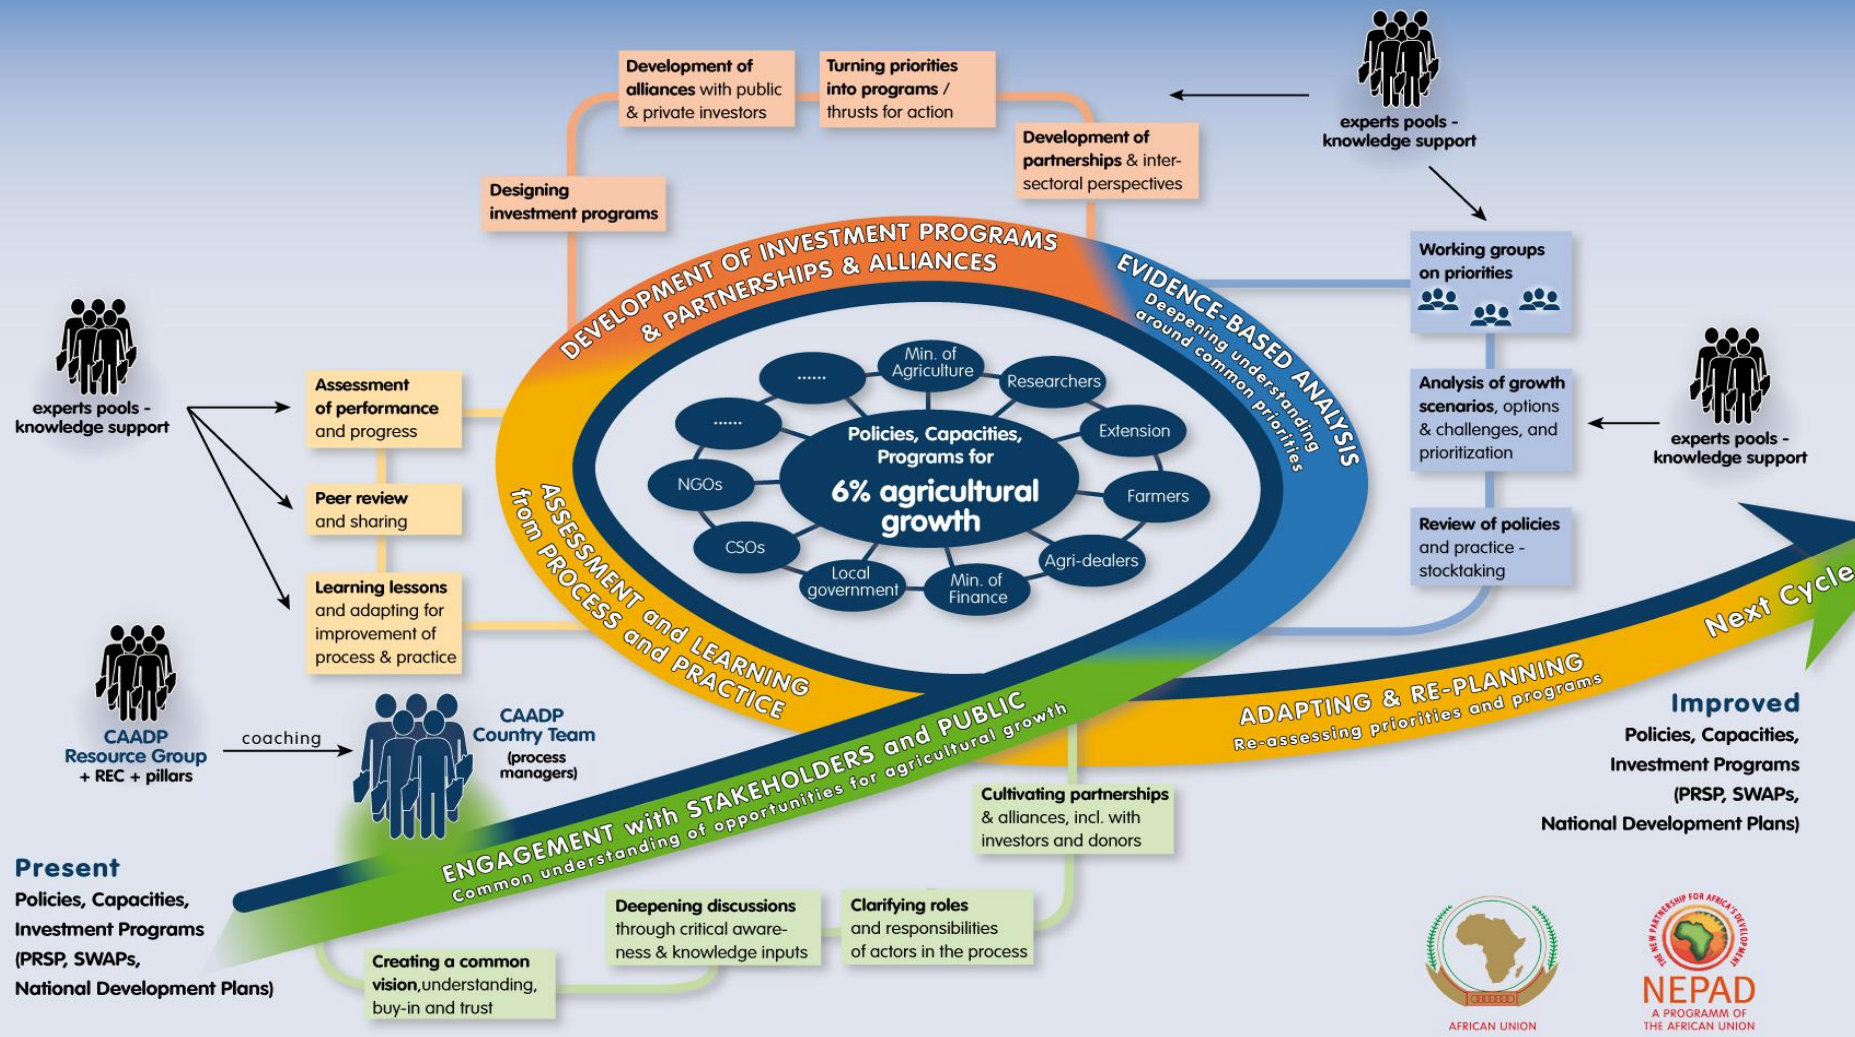 Development of
alliances with public
& private investors
Turning priorities
into programs /
thrusts for action
Development of
partnerships & inter-
sectoral perspectives
Designing
investment programs
experts pools -
knowledge support
DEVELOPMENT OF INVESTMENT PROGRAMS
& PARTNERSHIPS & ALLIANCES
EVIDENCE-BASED ANALYSIS
Deepening understanding
around common priorities
Working groups
on priorities
Analysis of growth
scenarios, options
& challenges, and
prioritization
Review of policies
and practice -
stocktaking
experts pools -
knowledge support
experts pools -
knowledge support
Assessment
of performance
and progress
Peer review
and sharing
Learning lessons
and adapting for
improvement of
process & practice
ASSESSMENT and LEARNING
from PROCESS and PRACTICE
......
Min. of
Agriculture
Researchers
......
Extension
NGOs
Farmers
CSOs
Agri-dealers
Local
government
Min. of
Finance
Policies, Capacities,
Programs for
6% agricultural
growth
CAADP
Resource Group
+ REC + pillars
coaching
CAADP
Country Team
(process
managers)
ENGAGEMENT with STAKEHOLDERS and PUBLIC
Common understanding of opportunities for agricultural growth
ADAPTING & RE-PLANNING
Re-assessing priorities and programs
Next Cycle
Present
Policies, Capacities,
Investment Programs
(PRSP, SWAPs,
National Development Plans)
Creating a common
vision,understanding,
buy-in and trust
Deepening discussions
through critical aware-
ness & knowledge inputs
Clarifying roles
and responsibilities
of actors in the process
Cultivating partnerships
& alliances, incl. with
investors and donors
Improved
Policies, Capacities,
Investment Programs
(PRSP, SWAPs,
National Development Plans)
AFRICAN UNION
THE NEW PARTNERSHIP FOR AFRICA'S DEVELOPMENT
NEPAD
A PROGRAMM OF
THE AFRICAN UNION